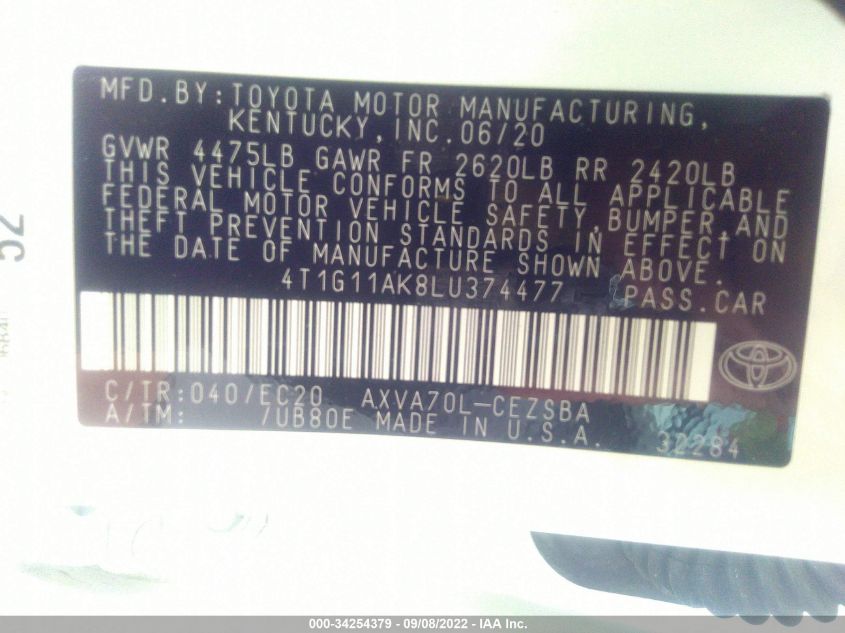 MFD.BY:TOYOTA MOTOR MANUFACTURING,
KENTUCKY,INC.06/20
GVWR 4475LB GAWR FR 2620LB RR 2420LB
THIS VEHICLE CONFORMS TO ALL APPLICABLE
FEDERAL MOTOR VEHICLE SAFETY,BUMPER,AND
THEFT PREVENTION STANDARDS IN EFFECT ON
THE DATE OF MANUFACTURE SHOWN ABOVE.
4T1G11AK8LU374477 PASS.CAR
C/TR:040/EC20 AXVA70L-CEZSBA
A/TM: 7UB80E MADE IN U.S.A. 32284
52
000-34254379 - 09/08/2022 - IAA Inc.